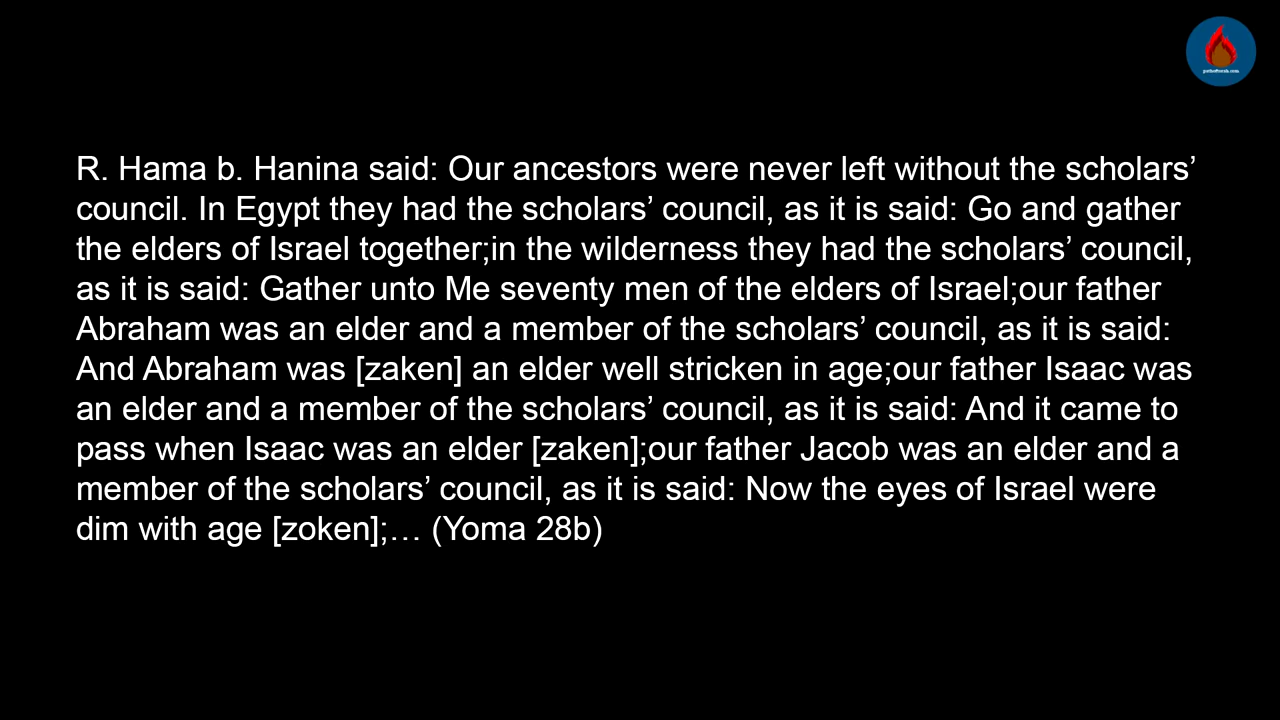 R. Hama b. Hanina said: Our ancestors were never left without the scholars’
council. In Egypt they had the scholars’ council, as it is said: Go and gather
the elders of Israel together;in the wilderness they had the scholars’ council,
as it is said: Gather unto Me seventy men of the elders of Israel;our father
Abraham was an elder and a member of the scholars’ council, as it is said:
And Abraham was [zaken] an elder well stricken in age;our father Isaac was
an elder and a member of the scholars’ council, as it is said: And it came to
pass when Isaac was an elder [zaken];our father Jacob was an elder and a
member of the scholars’ council, as it is said: Now the eyes of Israel were
dim with age [zoken];… (Yoma 28b)